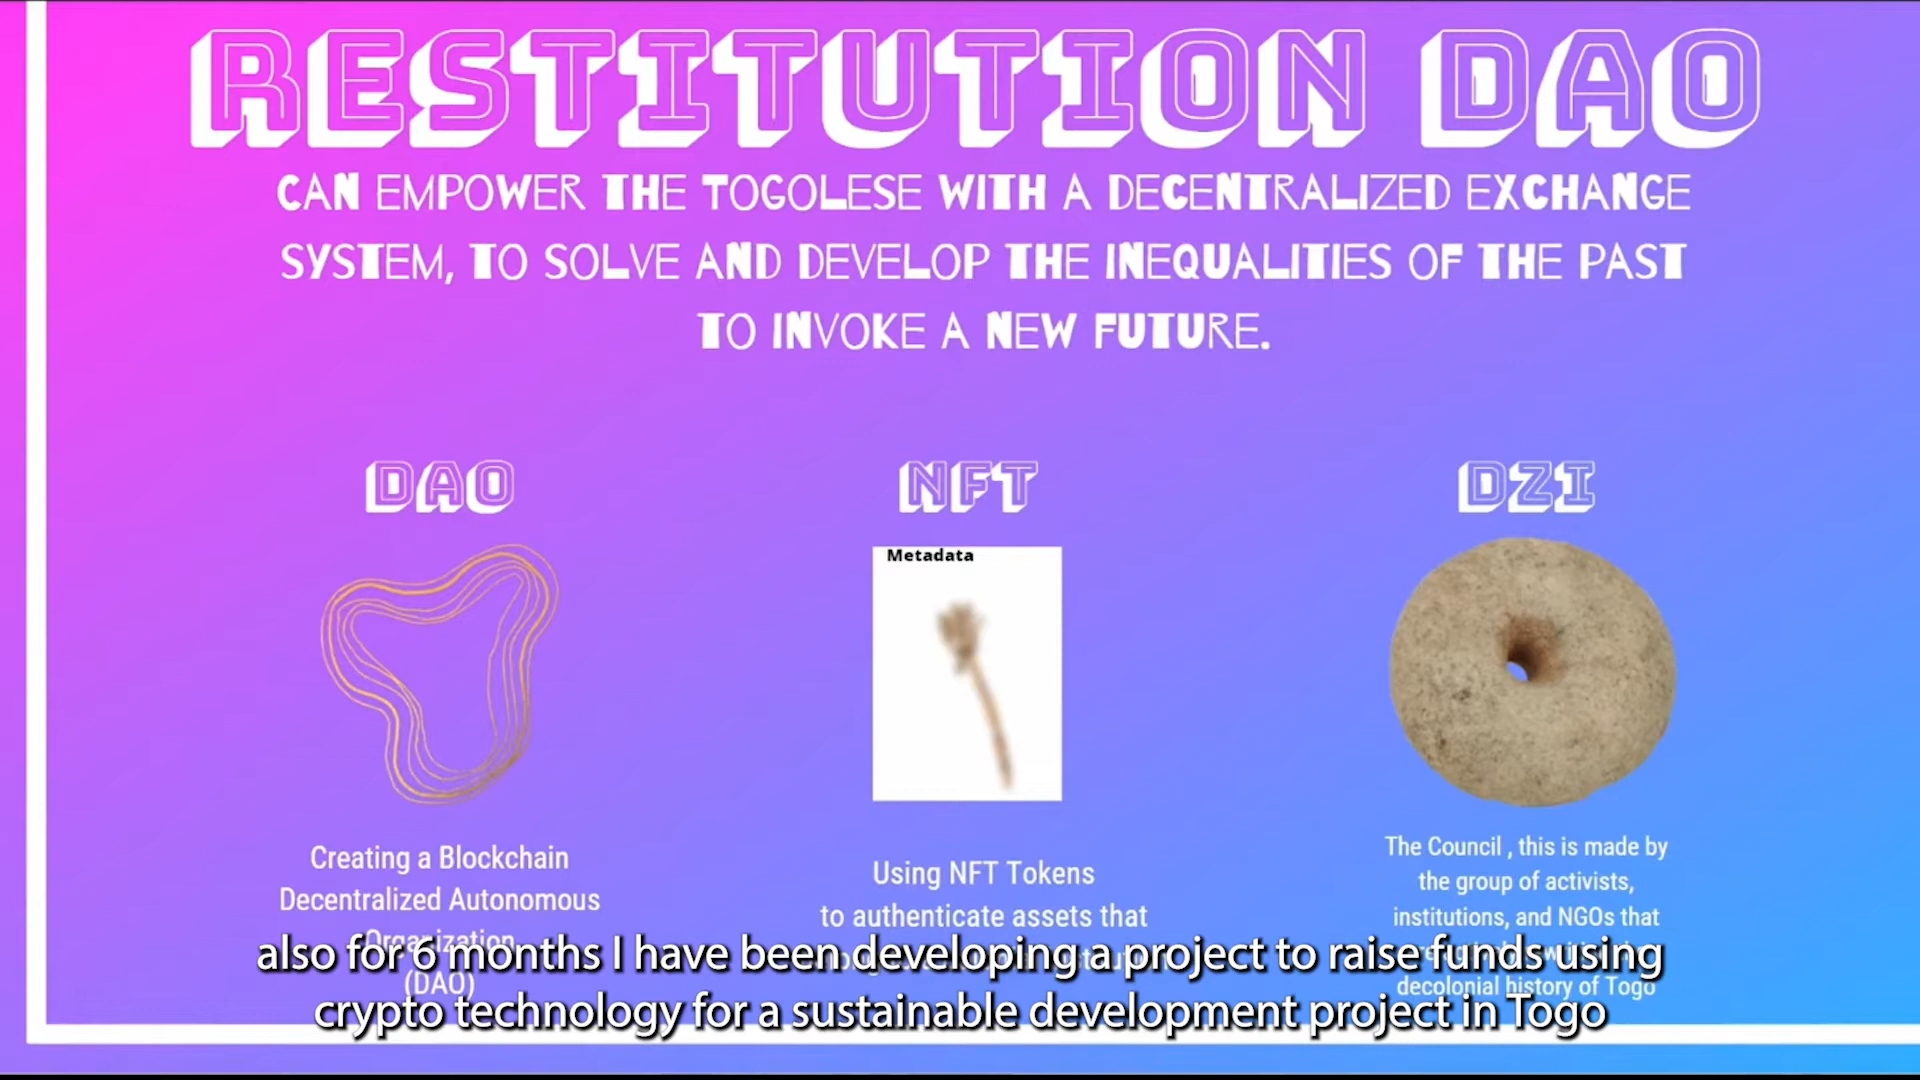 RESTITUTION DAO
CAN EMPOWER THE TOGOLESE WITH A DECENTRALIZED EXCHANGE
SYSTEM, TO SOLVE AND DEVELOP THE INEQUALITIES OF THE PAST
TO INVOKE A NEW FUTURE.
DAO
Creating a Blockchain
Decentralized Autonomous
Organization
(DAO)
NFT
Metadata
Using NFT Tokens
to authenticate assets that
DZI
The Council , this is made by
the group of activists,
institutions, and NGOs that
decolonial history of Togo
also for 6 months I have been developing a project to raise funds using
crypto technology for a sustainable development project in Togo